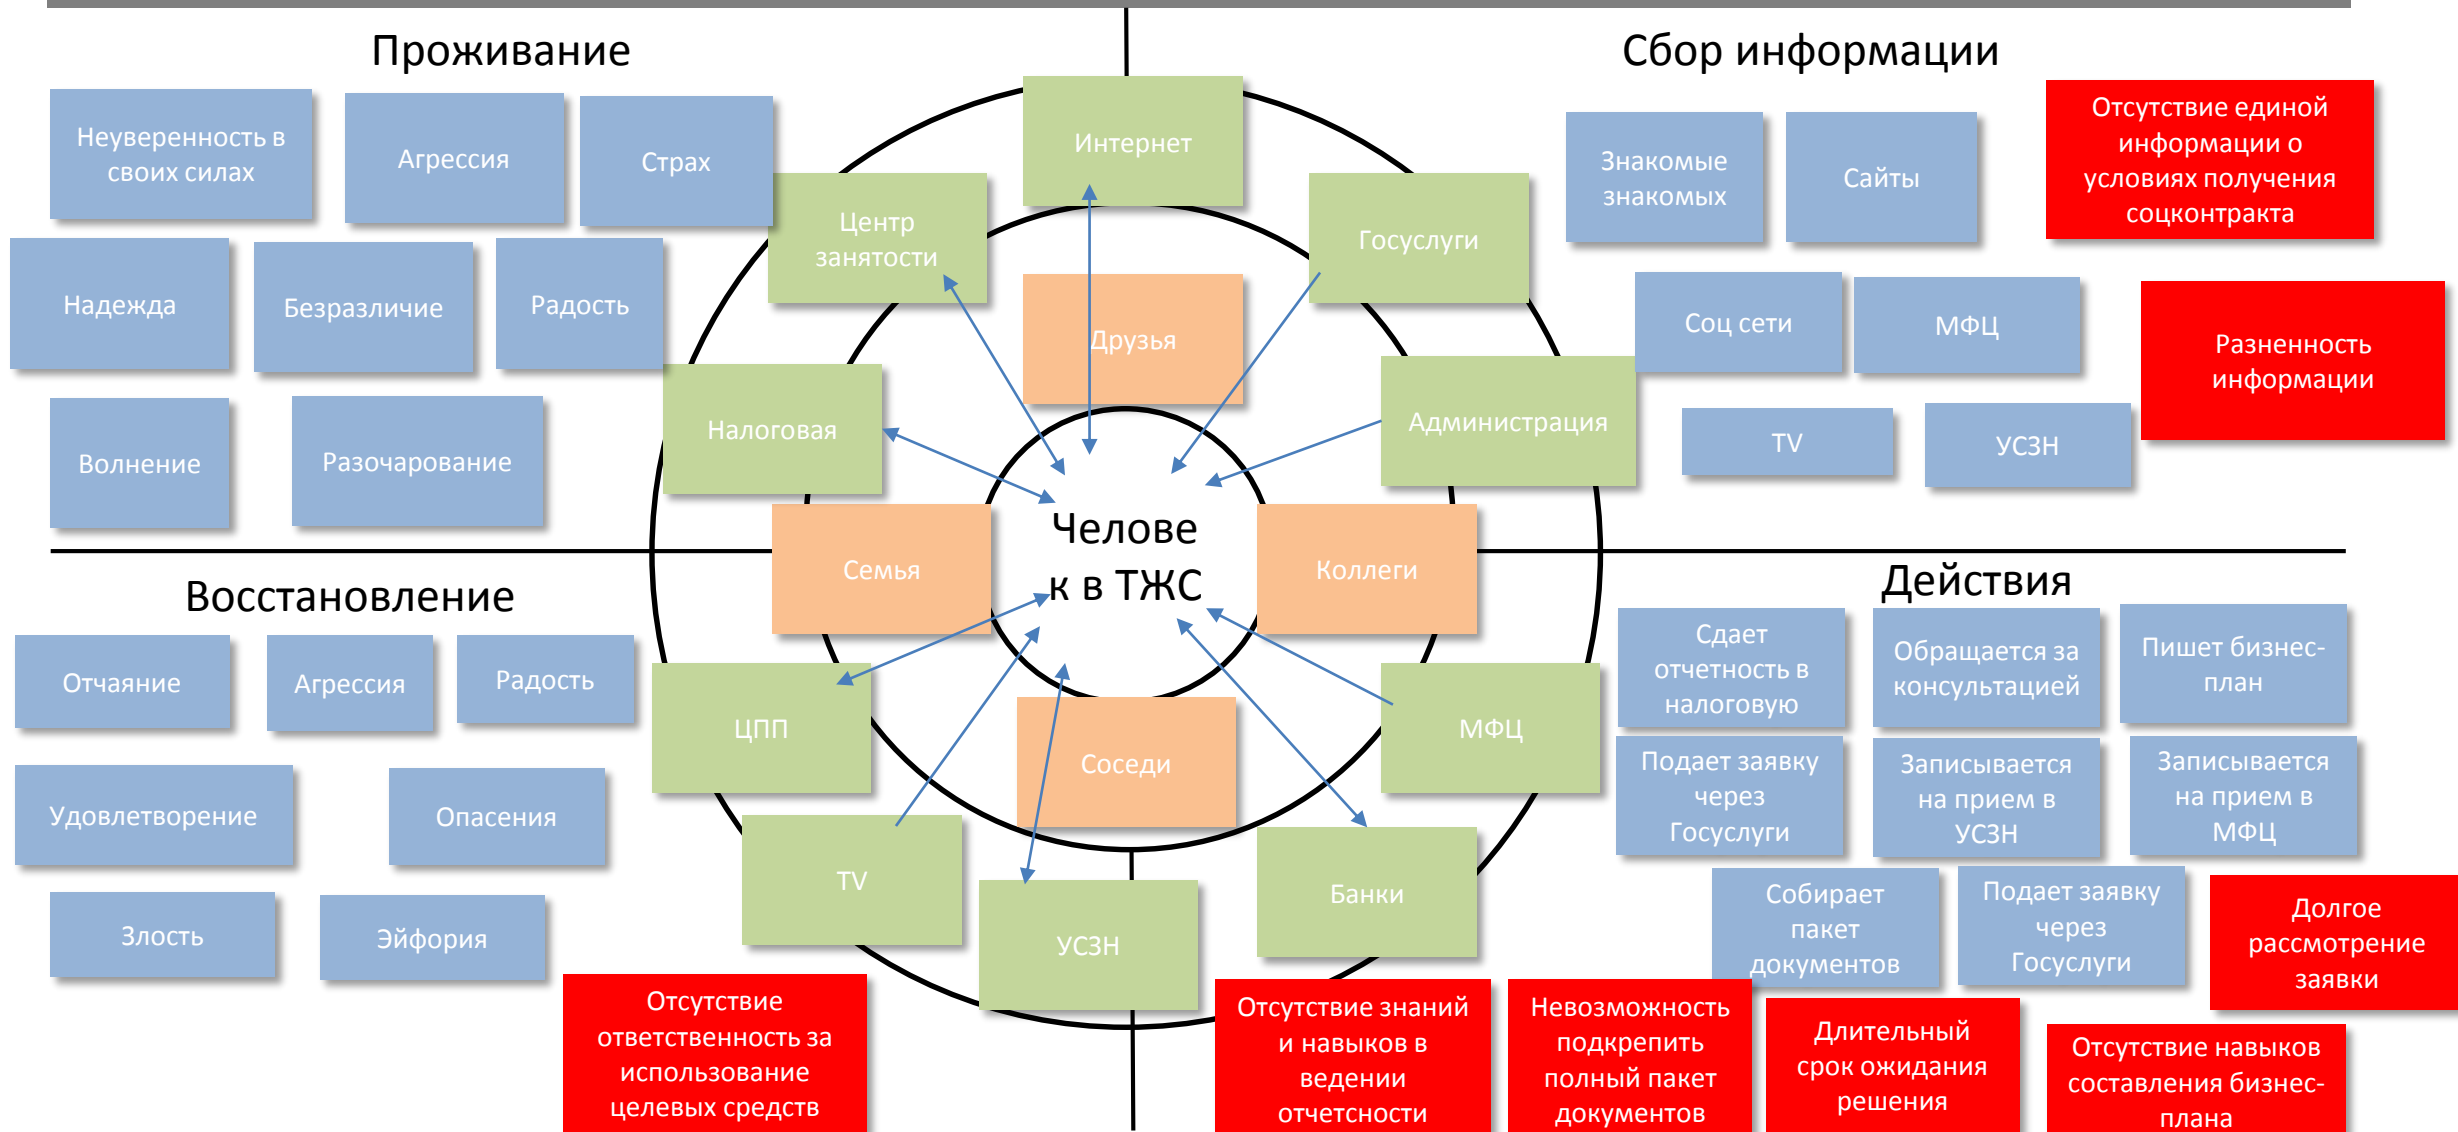 Проживание
Неуверенность в
своих силах
Агрессия
Страх
Надежда
Безразличие
Радость
Волнение
Разочарование
Сбор информации
Знакомые
знакомых
Сайты
Отсутствие единой
информации о
условиях получения
соцконтракта
Соц сети
МФЦ
Разненность
информации
TV
УСЗН
Интернет
Центр
занятости
Госуслуги
Друзья
Налоговая
Администрация
Челове
к в ТЖС
Семья
Коллеги
ЦПП
МФЦ
Соседи
TV
Банки
УСЗН
Восстановление
Отчаяние
Агрессия
Радость
Удовлетворение
Опасения
Злость
Эйфория
Отсутствие
ответственность за
использование
целевых средств
Действия
Сдает
отчетность в
налоговую
Обращается за
консультацией
Пишет бизнес-
план
Подает заявку
через
Госуслуги
Записывается
на прием в
УСЗН
Записывается
на прием в
МФЦ
Собирает
пакет
документов
Подает заявку
через
Госуслуги
Долгое
рассмотрение
заявки
Отсутствие знаний
и навыков в
ведении
отчетсности
Невозможность
подкрепить
полный пакет
документов
Длительный
срок ожидания
решения
Отсутствие навыков
составления бизнес-
плана